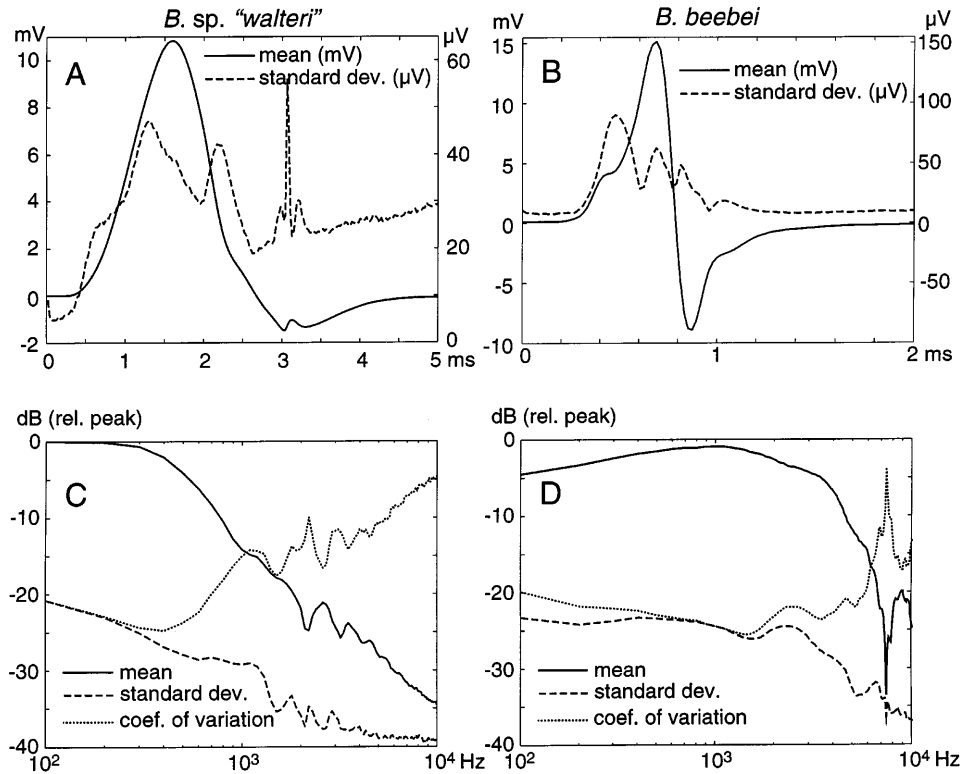 B. sp. “walteri”
B. beebei
mV
µV
A
mean (mV)
standard dev. (µV)
10
8
6
4
2
0
-2
60
40
20
0
0 1 2 3 4 5 ms
mV
µV
B
mean (mV)
standard dev. (µV)
15
10
5
0
-5
-10
150
100
50
0
-50
0 1 2 ms
dB (rel. peak)
C
0
-10
-20
-30
-40
mean
standard dev.
coef. of variation
10² 10³ 10⁴ Hz
dB (rel. peak)
D
0
-10
-20
-30
-40
mean
standard dev.
coef. of variation
10² 10³ 10⁴ Hz